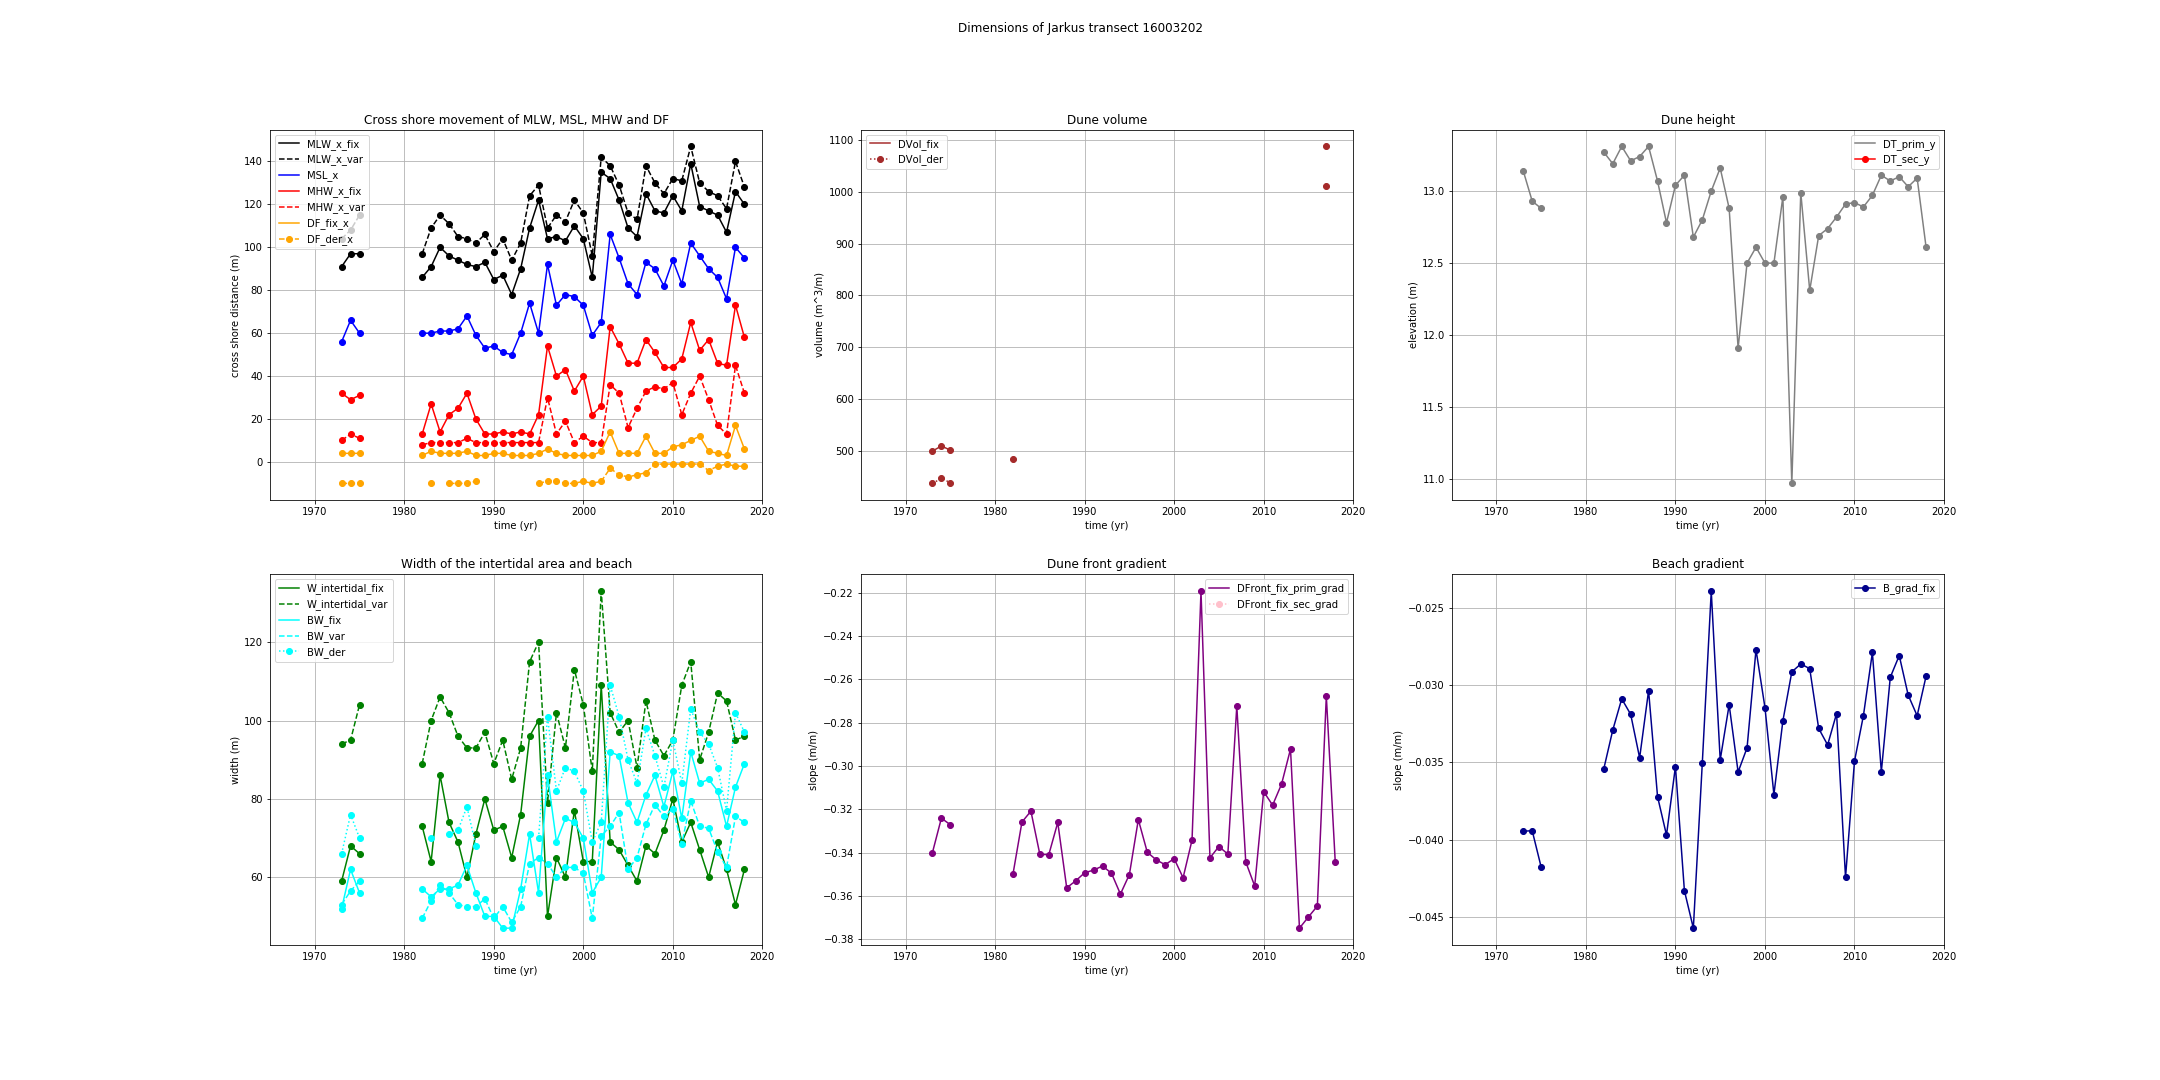 Dimensions of Jarkus transect 16003202
Cross shore movement of MLW, MSL, MHW and DF
MLW_x_fix
MLW_x_var
MSL_x
MHW_x_fix
MHW_x_var
DF_fix_x
DF_der_x
cross shore distance (m)
140
120
100
80
60
40
20
0
1970 1980 1990 2000 2010 2020
time (yr)
Dune volume
DVol_fix
DVol_der
volume (m^3/m)
1100
1000
900
800
700
600
500
1970 1980 1990 2000 2010 2020
time (yr)
Dune height
DT_prim_y
DT_sec_y
elevation (m)
13.0
12.5
12.0
11.5
11.0
1970 1980 1990 2000 2010 2020
time (yr)
Width of the intertidal area and beach
W_intertidal_fix
W_intertidal_var
BW_fix
BW_var
BW_der
width (m)
120
100
80
60
1970 1980 1990 2000 2010 2020
time (yr)
Dune front gradient
DFront_fix_prim_grad
DFront_fix_sec_grad
slope (m/m)
−0.22
−0.24
−0.26
−0.28
−0.30
−0.32
−0.34
−0.36
−0.38
1970 1980 1990 2000 2010 2020
time (yr)
Beach gradient
B_grad_fix
slope (m/m)
−0.025
−0.030
−0.035
−0.040
−0.045
1970 1980 1990 2000 2010 2020
time (yr)